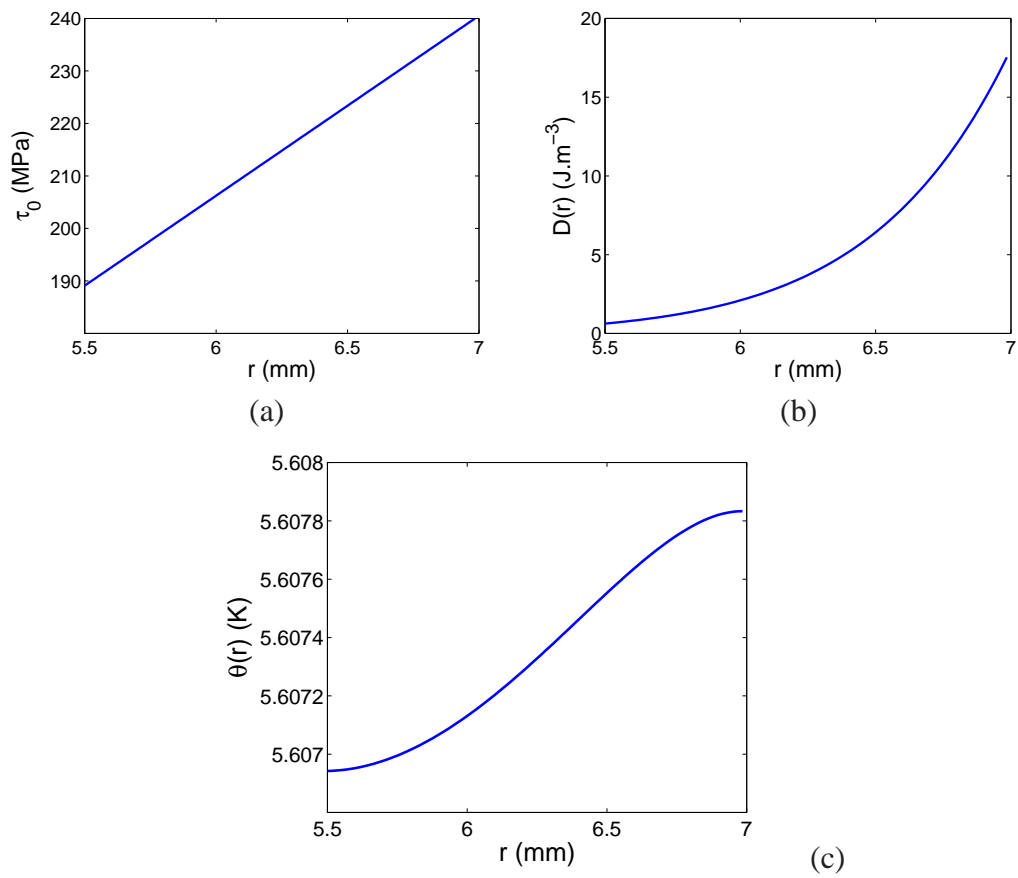 240
230
220
210
200
190
5.5 6 6.5 7
τ0 (MPa)
r (mm)
(a)
20
15
10
5
0
5.5 6 6.5 7
D(r) (J.m−3)
r (mm)
(b)
5.608
5.6078
5.6076
5.6074
5.6072
5.607
5.5 6 6.5 7
θ(r) (K)
r (mm)
(c)